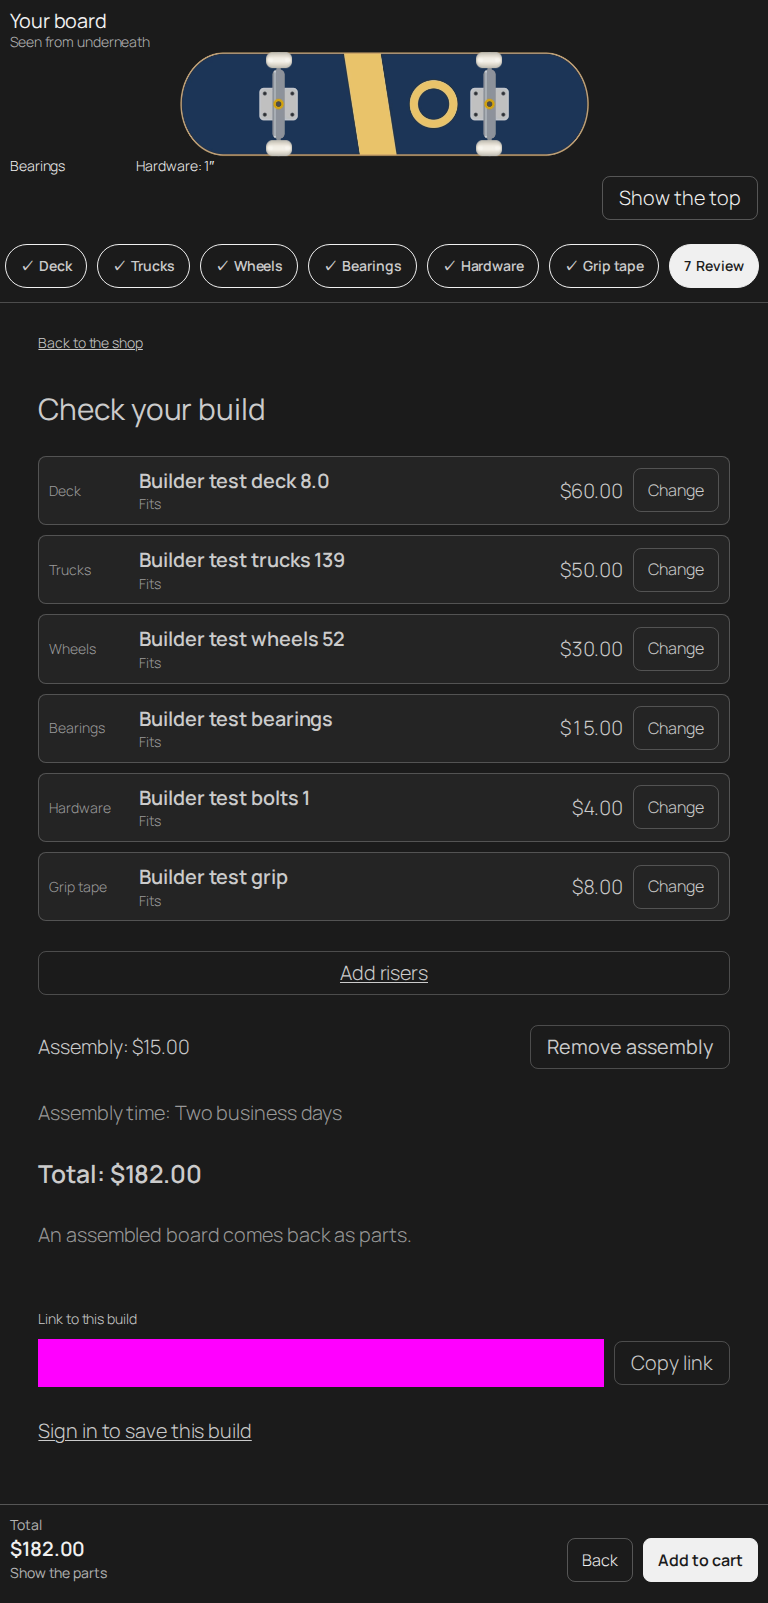 Your board
Seen from underneath
Bearings
Hardware: 1″
Show the top
✓ Deck
✓ Trucks
✓ Wheels
✓ Bearings
✓ Hardware
✓ Grip tape
7 Review
Back to the shop
Check your build
Deck
Builder test deck 8.0
Fits
$60.00
Change
Trucks
Builder test trucks 139
Fits
$50.00
Change
Wheels
Builder test wheels 52
Fits
$30.00
Change
Bearings
Builder test bearings
Fits
$15.00
Change
Hardware
Builder test bolts 1
Fits
$4.00
Change
Grip tape
Builder test grip
Fits
$8.00
Change
Add risers
Assembly: $15.00
Remove assembly
Assembly time: Two business days
Total: $182.00
An assembled board comes back as parts.
Link to this build
Copy link
Sign in to save this build
Total
$182.00
Show the parts
Back
Add to cart